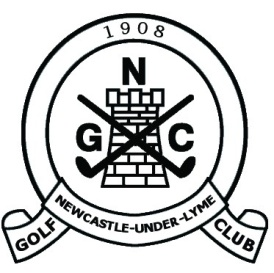 1908
N
G C
NEWCASTLE-UNDER-LYME
GOLF CLUB